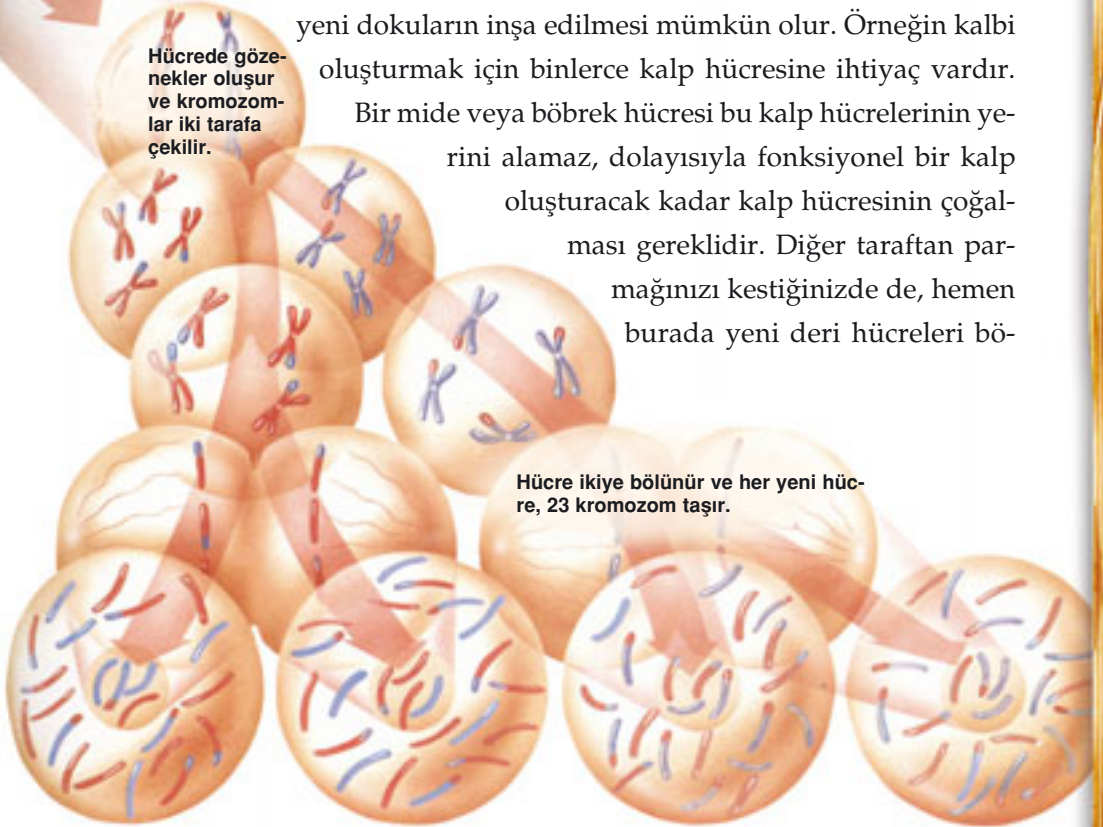 yeni dokuların inşa edilmesi mümkün olur. Örneğin kalbi
oluşturmak için binlerce kalp hücresine ihtiyaç vardır.
Bir mide veya böbrek hücresi bu kalp hücrelerinin ye-
rini alamaz, dolayısıyla fonksiyonel bir kalp
oluşturacak kadar kalp hücresinin çoğal-
ması gereklidir. Diğer taraftan par-
mağınızı kestiğinizde de, hemen
burada yeni deri hücreleri bö-
Hücrede göze-
nekler oluşur
ve kromozom-
lar iki tarafa
çekilir.
Hücre ikiye bölünür ve her yeni hüc-
re, 23 kromozom taşır.